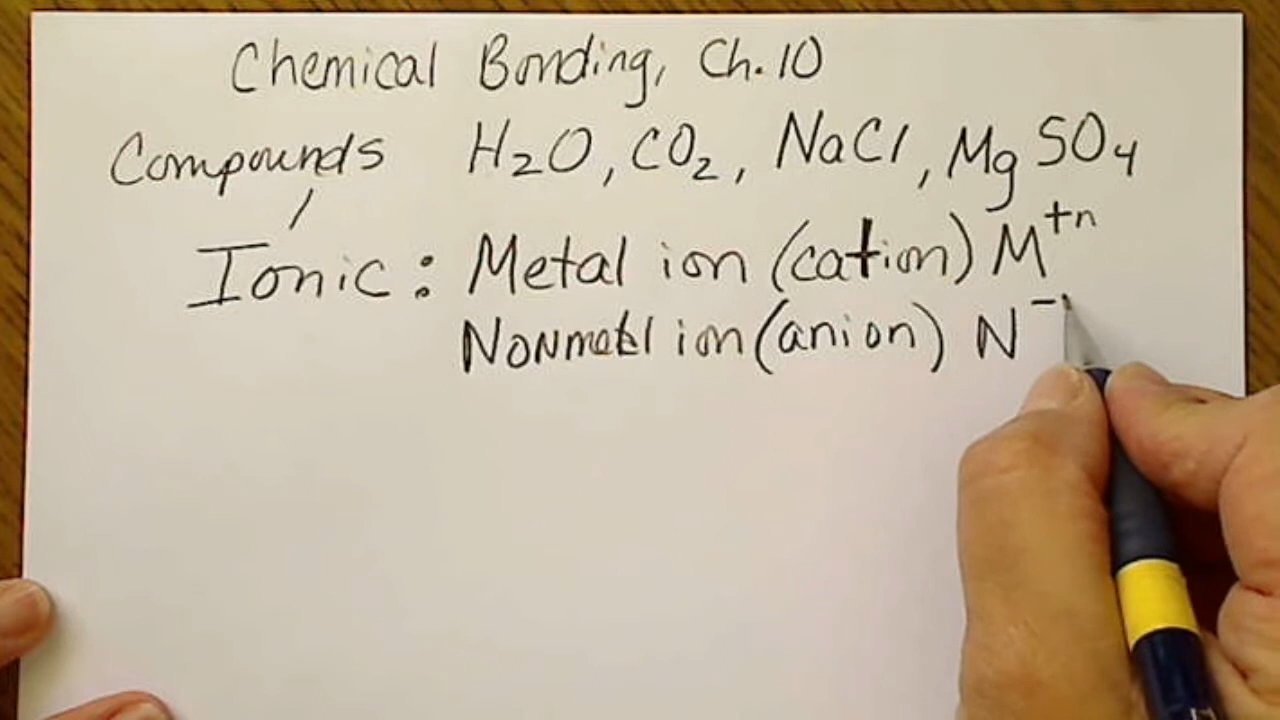 Chemical Bonding, Ch. 10
Compounds H₂O, CO₂, NaCl, MgSO₄
Ionic: Metal ion (cation) M⁺ⁿ
Nonmetal ion (anion) N⁻